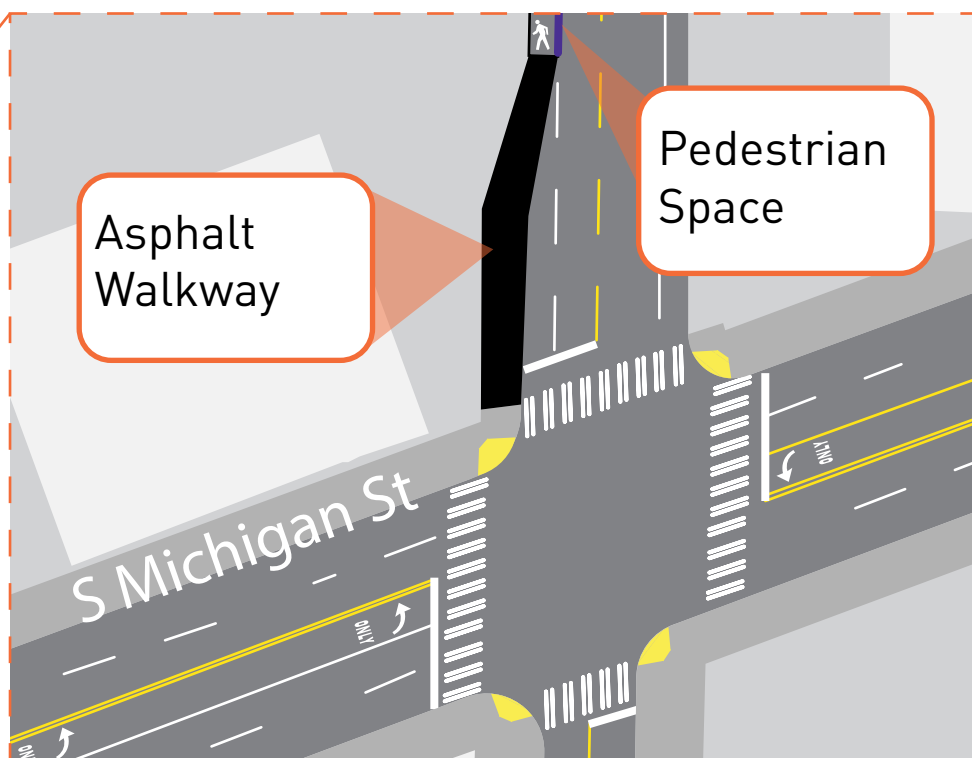 Pedestrian
Space
Asphalt
Walkway
S Michigan St
ONLY
ONLY